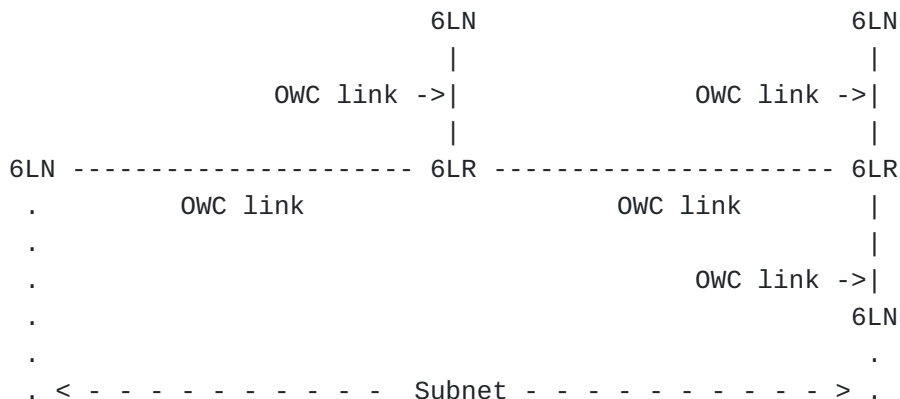 6LN                        6LN
|                          |
OWC link ->|               OWC link ->|
|                          |
6LN ---------------------- 6LR ---------------------- 6LR
.         OWC link                    OWC link        |
.                                                     |
.                                          OWC link ->|
.                                                     6LN
.                                                     .
. < - - - - - - - - - -  Subnet - - - - - - - - - - - > .